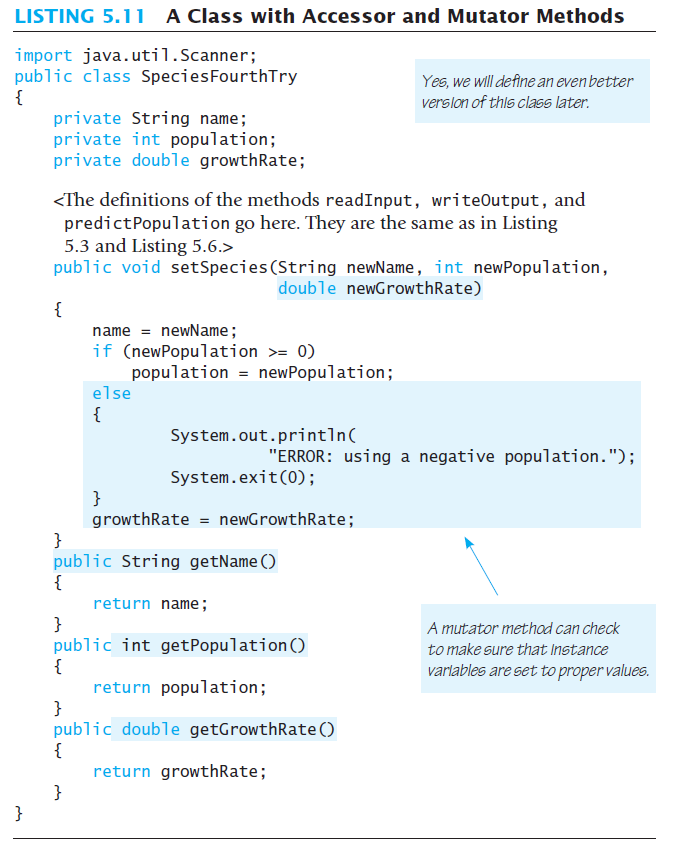 LISTING 5.11 A Class with Accessor and Mutator Methods
import java.util.Scanner;
public class SpeciesFourthTry
{
Yes, we will define an even better
version of this class later.
private String name;
private int population;
private double growthRate;
<The definitions of the methods readInput, writeOutput, and
predictPopulation go here. They are the same as in Listing
5.3 and Listing 5.6.>
public void setSpecies(String newName, int newPopulation,
double newGrowthRate)
{
name = newName;
if (newPopulation >= 0)
population = newPopulation;
else
{
System.out.println(
"ERROR: using a negative population.");
System.exit(0);
}
growthRate = newGrowthRate;
}
public String getName()
{
return name;
}
public int getPopulation()
{
return population;
}
public double getGrowthRate()
{
return growthRate;
}
}
A mutator method can check
to make sure that instance
variables are set to proper values.